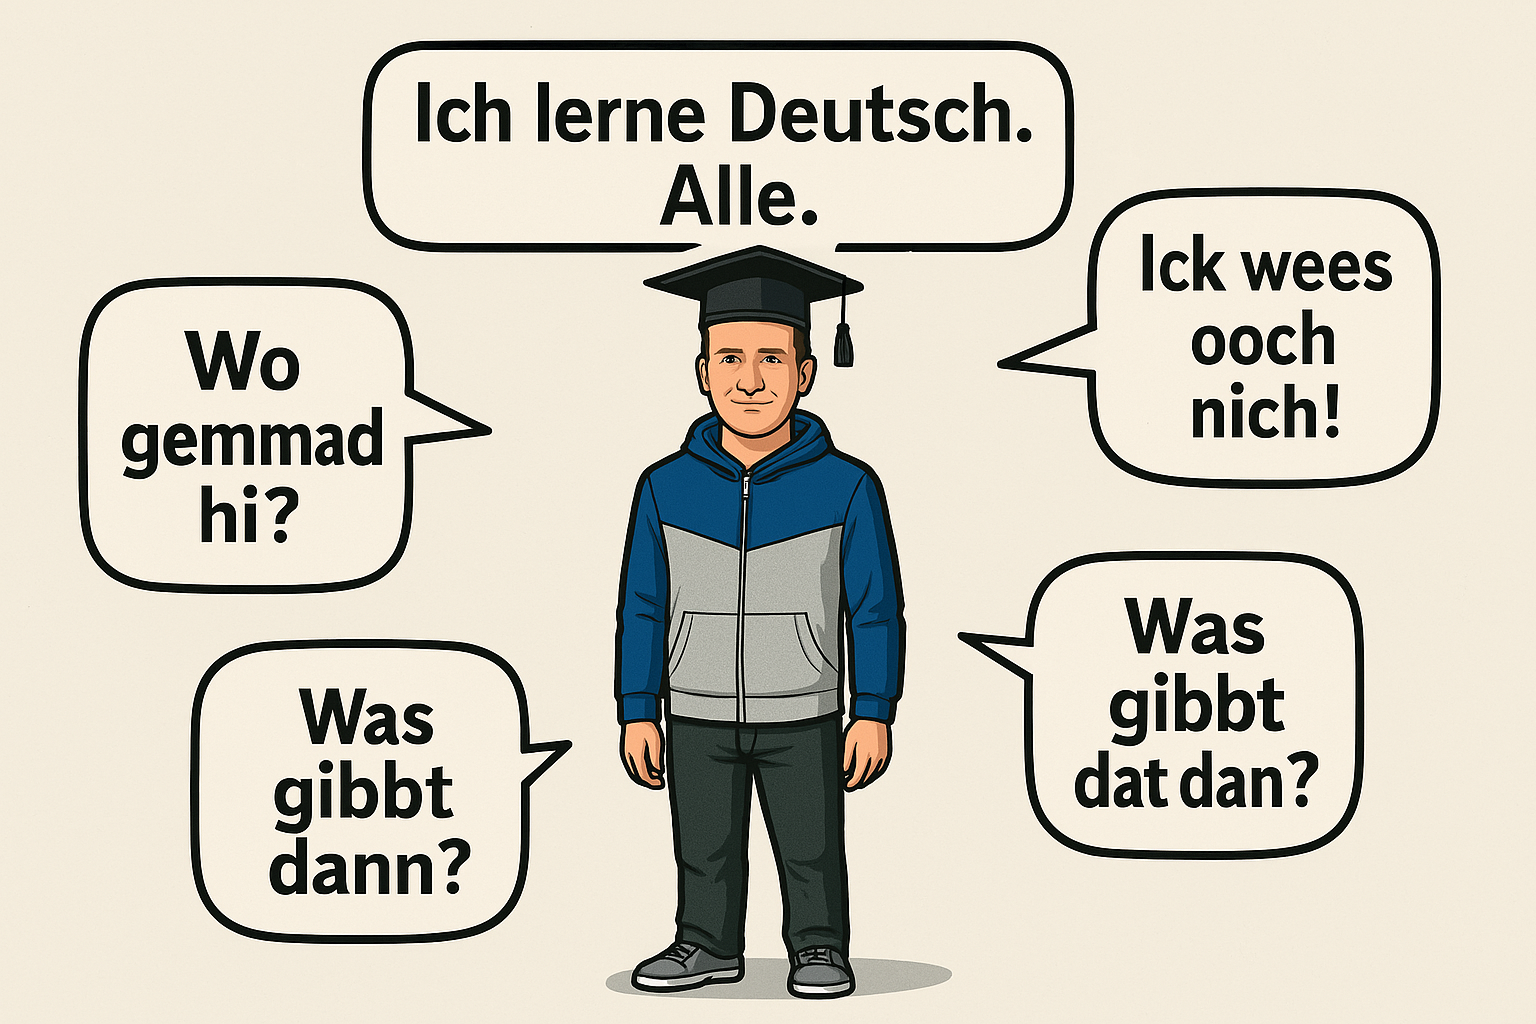 Ich lerne Deutsch.
Alle.
Wo
gemmad
hi?
Ick wees
ooch
nich!
Was
gibbt
dann?
Was
gibbt
dat dan?